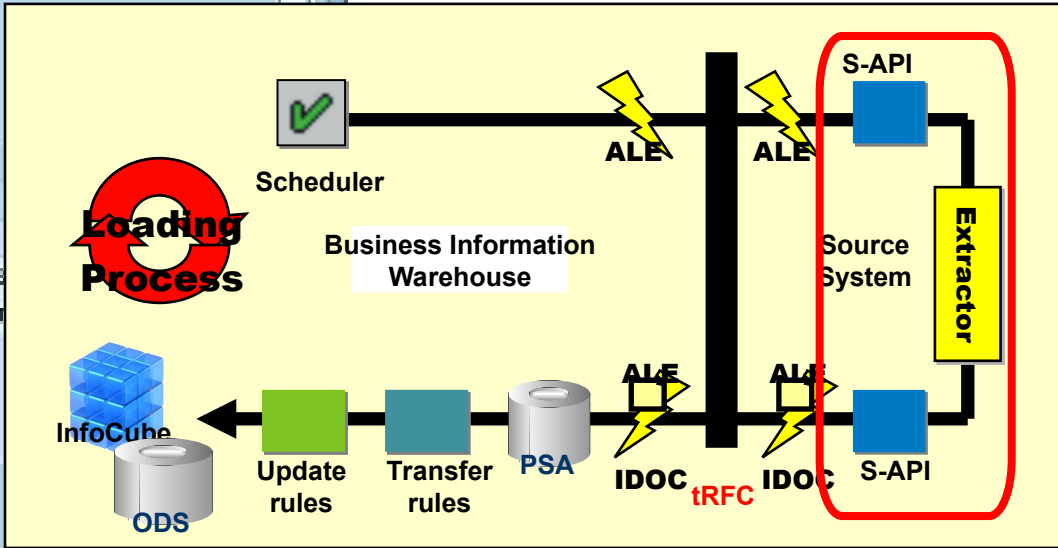 S-API
ALE
ALE
Scheduler
Loading
Process
Business Information
Warehouse
Source
System
Extractor
ALE
ALE
InfoCube
Update
rules
Transfer
rules
PSA
IDOC
tRFC
IDOC
S-API
ODS